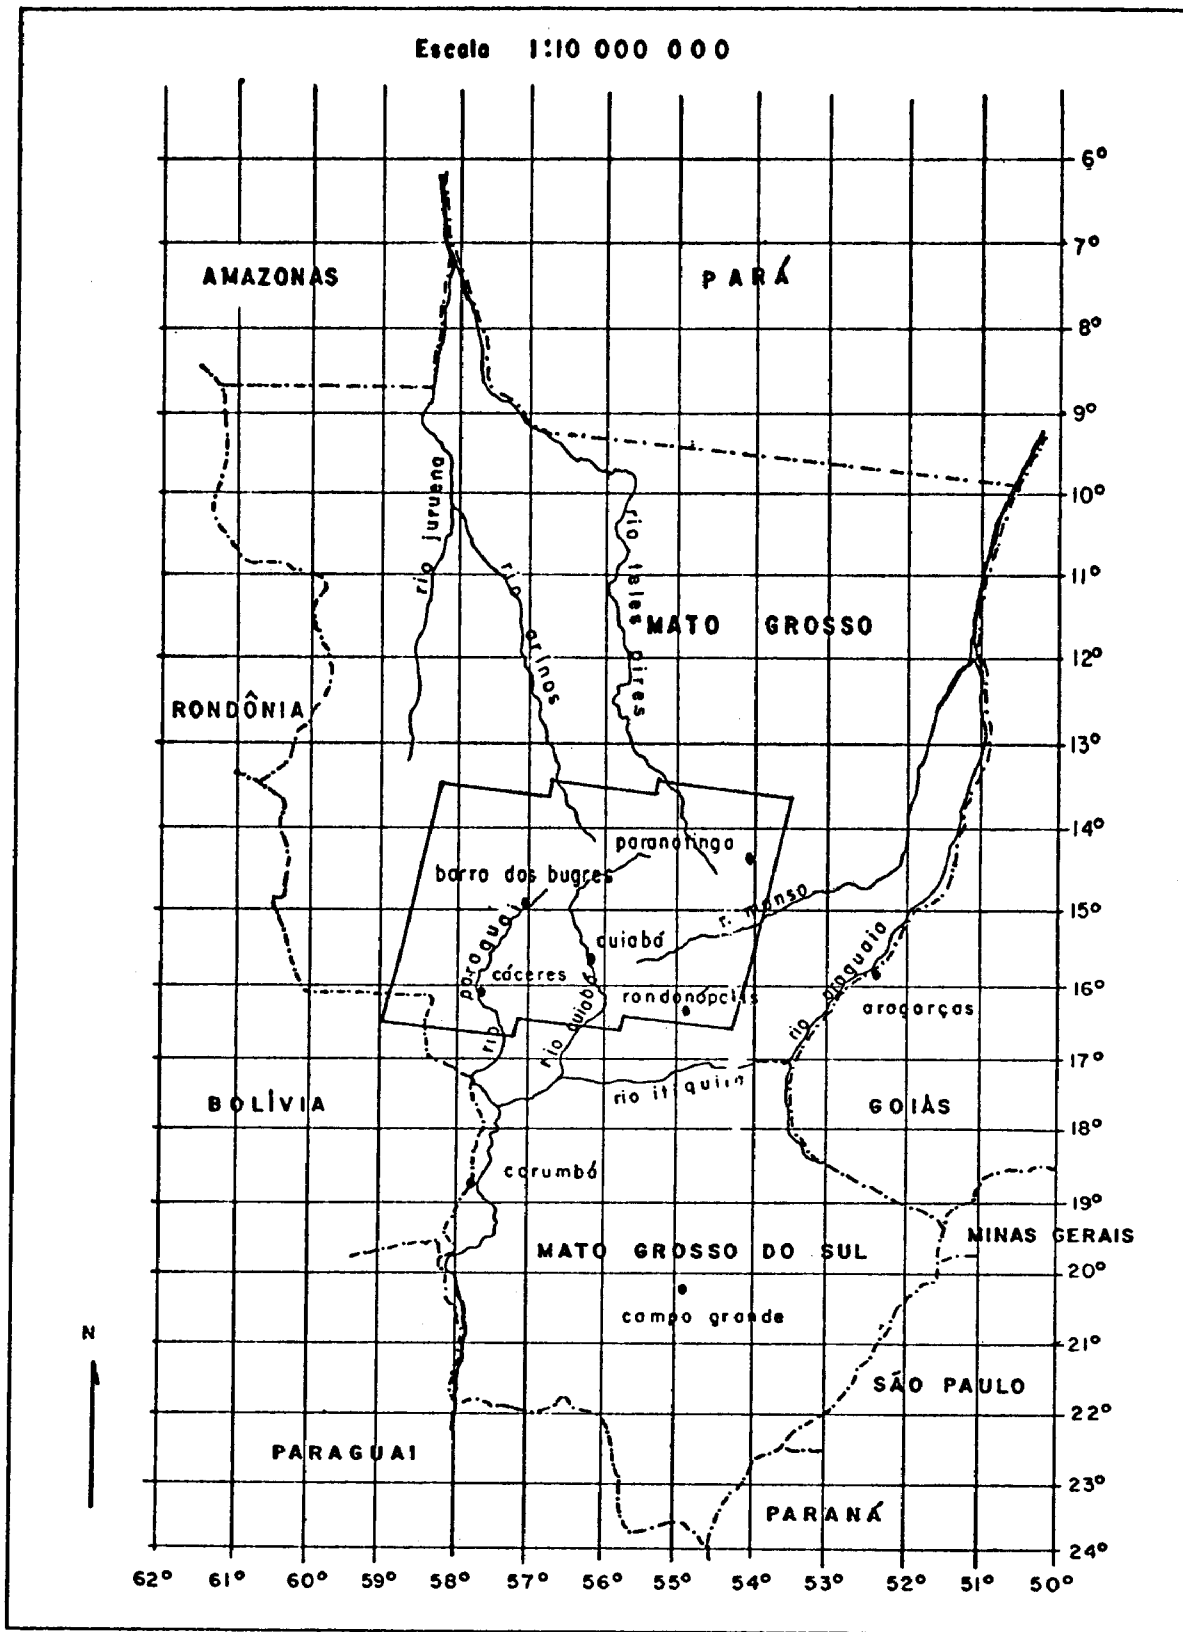 Escala 1:10 000 000
6°
7°
AMAZONAS
PARÁ
8°
9°
rio juruena
10°
rio teles pires
rio arinos
11°
MATO GROSSO
12°
RONDÔNIA
13°
14°
paranatinga
barra dos bugres
r. manso
15°
rio paraguai
cuiabá
cáceres
rio cuiabá
rondonópolis
rio araguaia
16°
aragarças
17°
rio itiquira
BOLÍVIA
GOIÁS
18°
corumbá
19°
MINAS GERAIS
MATO GROSSO DO SUL
20°
campo grande
N
21°
SÃO PAULO
22°
PARAGUAI
23°
PARANÁ
24°
62° 61° 60° 59° 58° 57° 56° 55° 54° 53° 52° 51° 50°